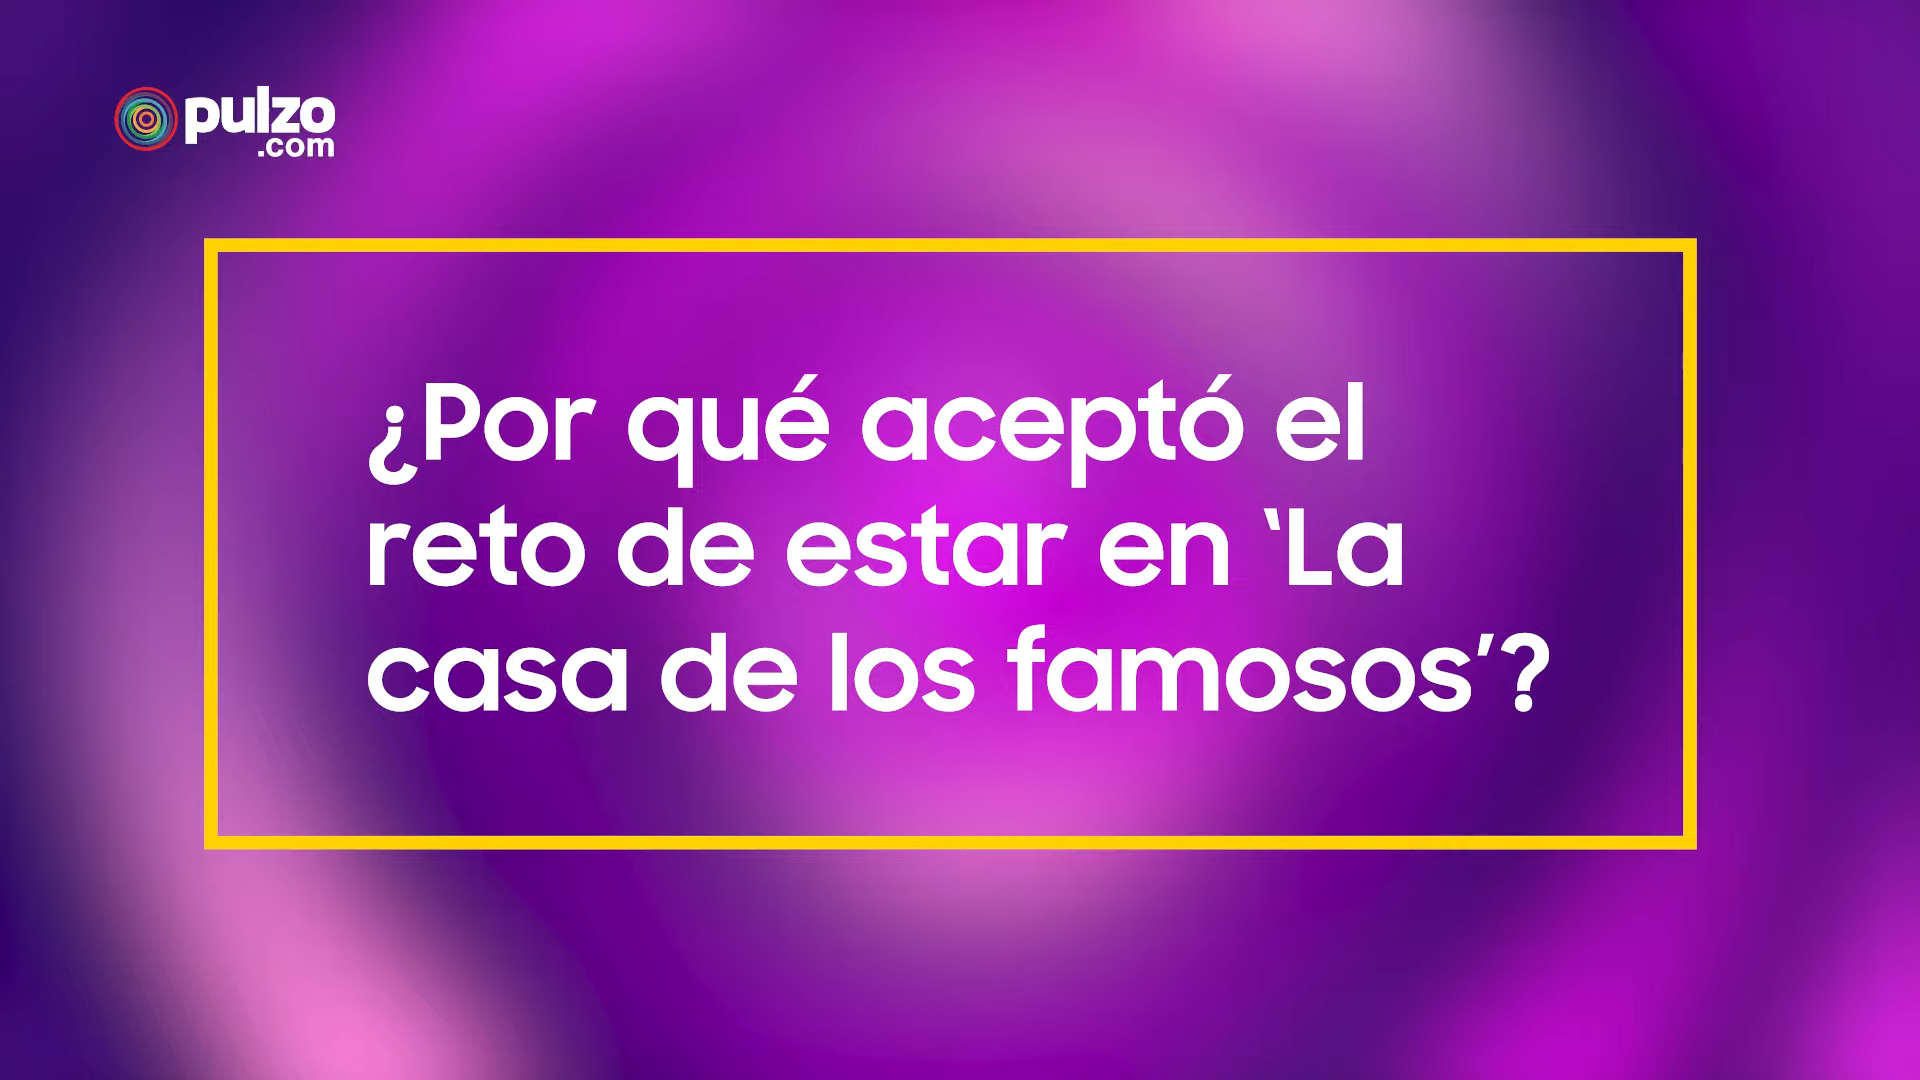 pulzo
.com
¿Por qué aceptó el
reto de estar en ‘La
casa de los famosos’?